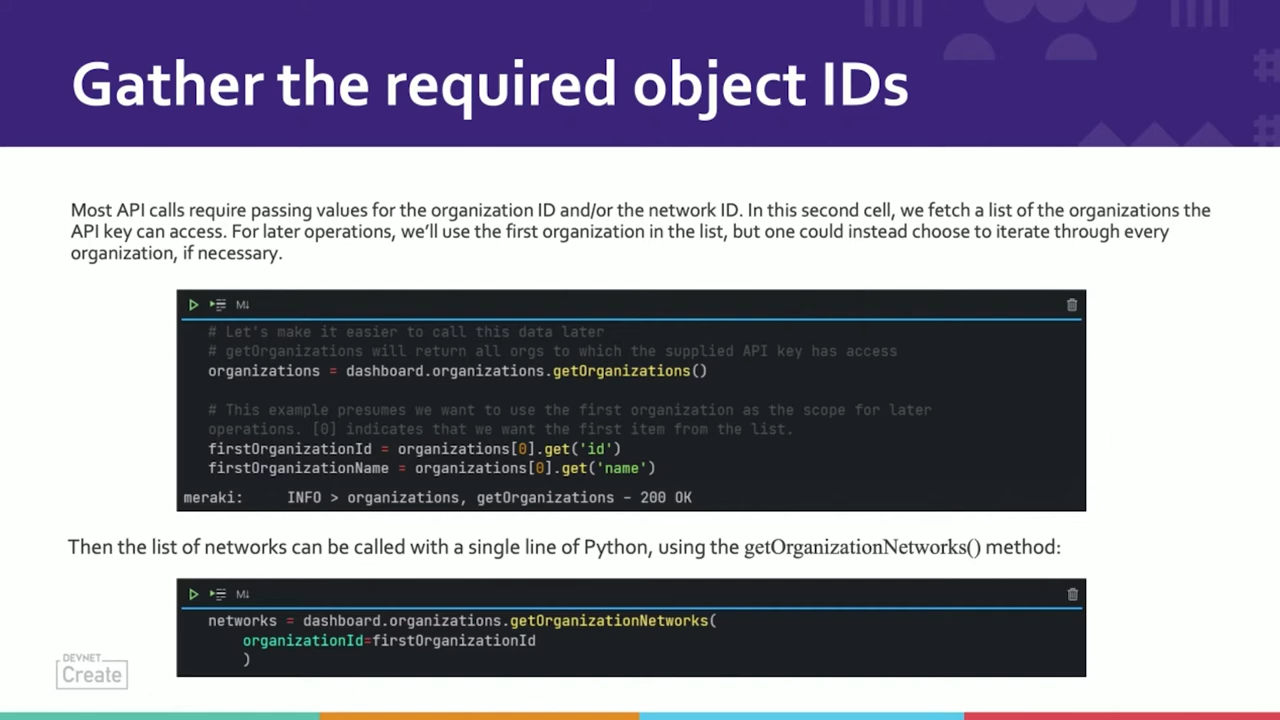 Gather the required object IDs
Most API calls require passing values for the organization ID and/or the network ID. In this second cell, we fetch a list of the organizations the
API key can access. For later operations, we'll use the first organization in the list, but one could instead choose to iterate through every
organization, if necessary.
M↓
# Let's make it easier to call this data later
# getOrganizations will return all orgs to which the supplied API key has access
organizations = dashboard.organizations.getOrganizations()
# This example presumes we want to use the first organization as the scope for later
operations. [0] indicates that we want the first item from the list.
firstOrganizationId = organizations[0].get('id')
firstOrganizationName = organizations[0].get('name')
meraki: INFO > organizations, getOrganizations - 200 OK
Then the list of networks can be called with a single line of Python, using the getOrganizationNetworks() method:
M↓
networks = dashboard.organizations.getOrganizationNetworks(
organizationId=firstOrganizationId
)
DEVNET
Create